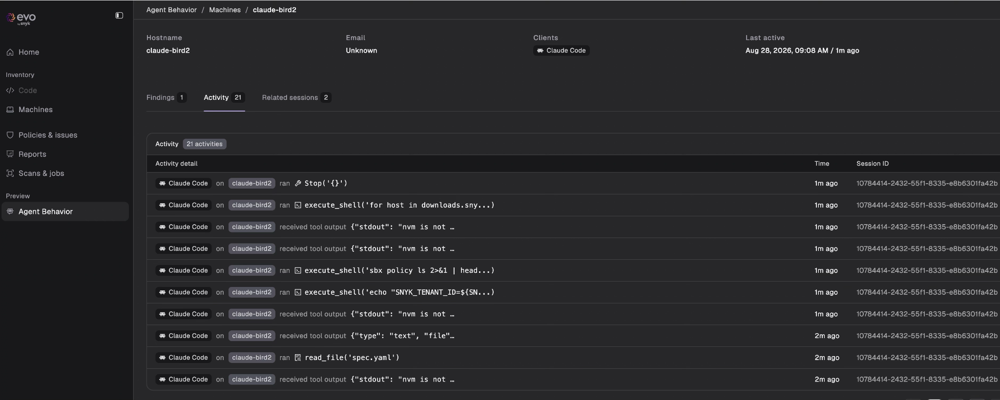 Agent Behavior / Machines / claude-bird2
evo
by snyk
Home
Inventory
Code
Machines
Policies & issues
Reports
Scans & jobs
Preview
Agent Behavior
Hostname
claude-bird2
Email
Unknown
Clients
Claude Code
Last active
Aug 28, 2026, 09:08 AM / 1m ago
Findings 1 Activity 21 Related sessions 2
Activity 21 activities
Activity detail Time Session ID
Claude Code on claude-bird2 ran Stop('{}') 1m ago 10784414-2432-55f1-8335-e8b6301fa42b
Claude Code on claude-bird2 ran execute_shell('for host in downloads.sny...) 1m ago 10784414-2432-55f1-8335-e8b6301fa42b
Claude Code on claude-bird2 received tool output {"stdout": "nvm is not … 1m ago 10784414-2432-55f1-8335-e8b6301fa42b
Claude Code on claude-bird2 received tool output {"stdout": "nvm is not … 1m ago 10784414-2432-55f1-8335-e8b6301fa42b
Claude Code on claude-bird2 ran execute_shell('sbx policy ls 2>&1 | head...) 1m ago 10784414-2432-55f1-8335-e8b6301fa42b
Claude Code on claude-bird2 ran execute_shell('echo "SNYK_TENANT_ID=${SN...) 1m ago 10784414-2432-55f1-8335-e8b6301fa42b
Claude Code on claude-bird2 received tool output {"stdout": "nvm is not … 1m ago 10784414-2432-55f1-8335-e8b6301fa42b
Claude Code on claude-bird2 received tool output {"type": "text", "file"… 2m ago 10784414-2432-55f1-8335-e8b6301fa42b
Claude Code on claude-bird2 ran read_file('spec.yaml') 2m ago 10784414-2432-55f1-8335-e8b6301fa42b
Claude Code on claude-bird2 received tool output {"stdout": "nvm is not … 2m ago 10784414-2432-55f1-8335-e8b6301fa42b